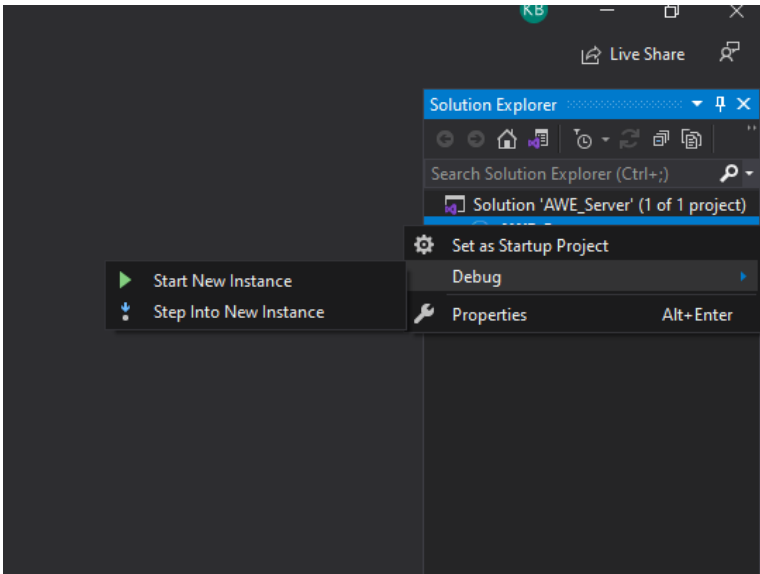 KB
Live Share
Solution Explorer
Search Solution Explorer (Ctrl+;)
Solution 'AWE_Server' (1 of 1 project)
Set as Startup Project
Debug
Start New Instance
Step Into New Instance
Properties Alt+Enter